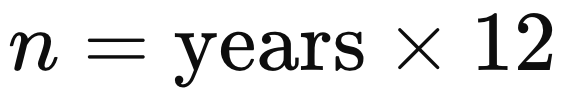 n = years × 12